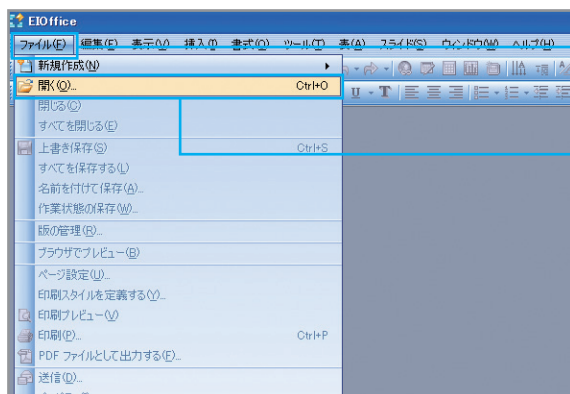 EIOffice
ファイル(F) 編集(E) 表示(V) 挿入(I) 書式(O) ツール(T) 表(A) スライド(S) ウィンドウ(W) ヘルプ(H)
新規作成(N)
開く(O)... Ctrl+O
閉じる(C)
すべてを閉じる(E)
上書き保存(S) Ctrl+S
すべてを保存する(L)
名前を付けて保存(A)...
作業状態の保存(W)...
版の管理(R)...
ブラウザでプレビュー(B)
ページ設定(U)...
印刷スタイルを定義する(Y)...
印刷プレビュー(V)
印刷(P)... Ctrl+P
PDF ファイルとして出力する(F)...
送信(D)...